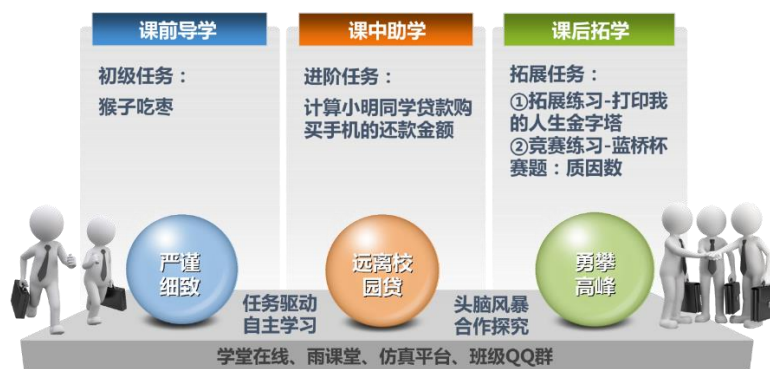 课前导学
初级任务：
猴子吃枣
严谨
细致
课中助学
进阶任务：
计算小明同学贷款购
买手机的还款金额
远离校
园贷
课后拓学
拓展任务：
①拓展练习-打印我
的人生金字塔
②竞赛练习-蓝桥杯
赛题：质因数
勇攀
高峰
任务驱动
自主学习
头脑风暴
合作探究
学堂在线、雨课堂、仿真平台、班级QQ群